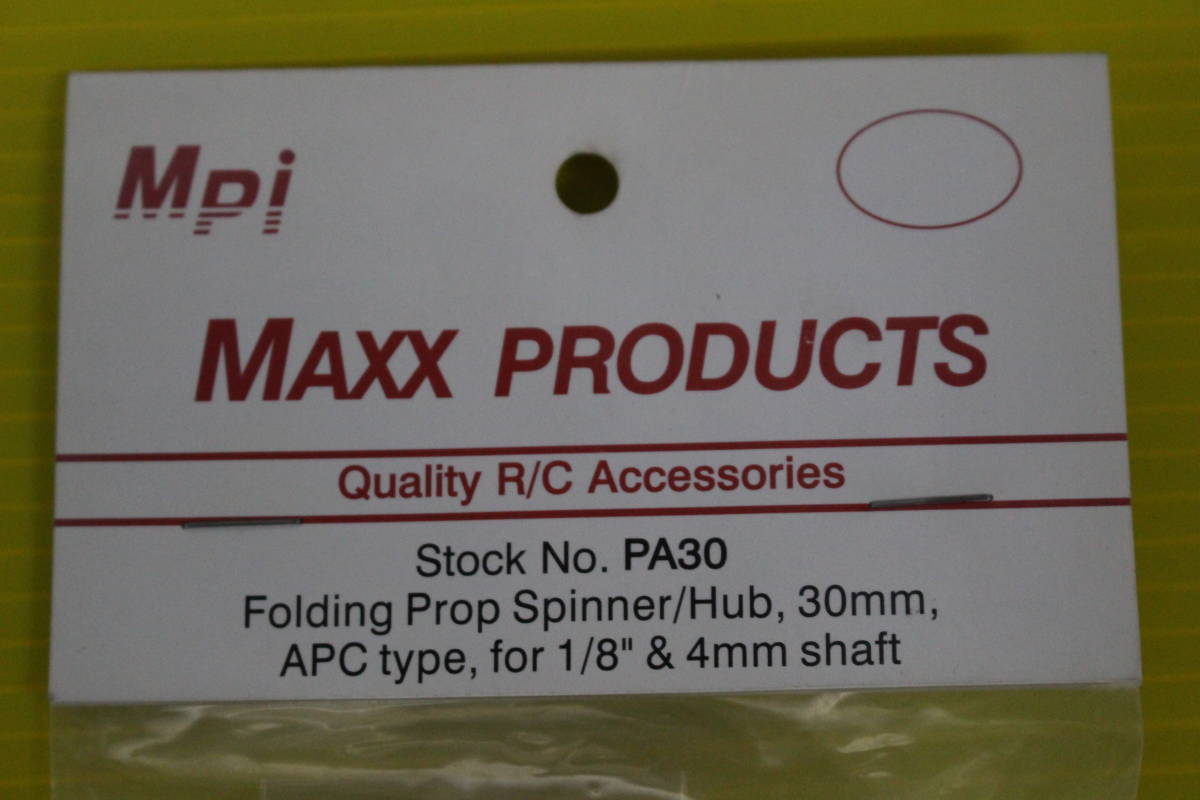 Mpi
MAXX PRODUCTS
Quality R/C Accessories
Stock No. PA30
Folding Prop Spinner/Hub, 30mm,
APC type, for 1/8" & 4mm shaft